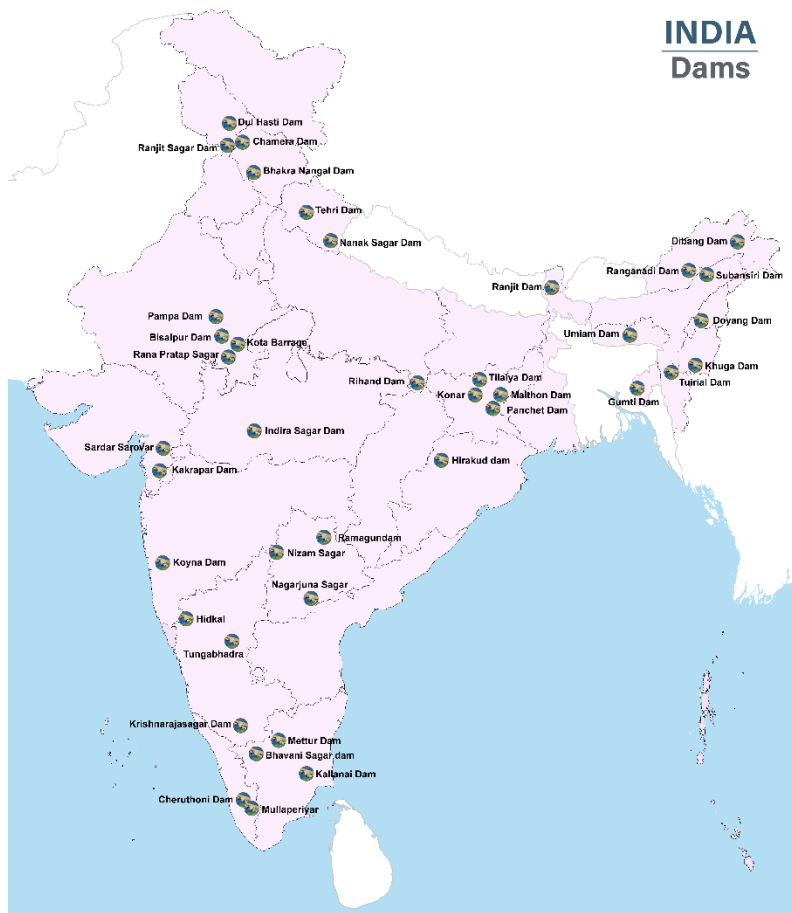 INDIA
Dams
Dul Hasti Dam
Chamera Dam
Ranjit Sagar Dam
Bhakra Nangal Dam
Tehri Dam
Nanak Sagar Dam
Dibang Dam
Ranganadi Dam
Subansiri Dam
Ranjit Dam
Pampa Dam
Doyang Dam
Bisalpur Dam
Umiam Dam
Kota Barrage
Rana Pratap Sagar
Khuga Dam
Tuirial Dam
Rihand Dam
Tilaiya Dam
Konar
Maithon Dam
Gumti Dam
Panchet Dam
Indira Sagar Dam
Sardar Sarovar
Hirakud dam
Kakrapar Dam
Ramagundam
Nizam Sagar
Koyna Dam
Nagarjuna Sagar
Hidkal
Tungabhadra
Krishnarajasagar Dam
Mettur Dam
Bhavani Sagar dam
Kallanai Dam
Cheruthoni Dam
Mullaperiyar